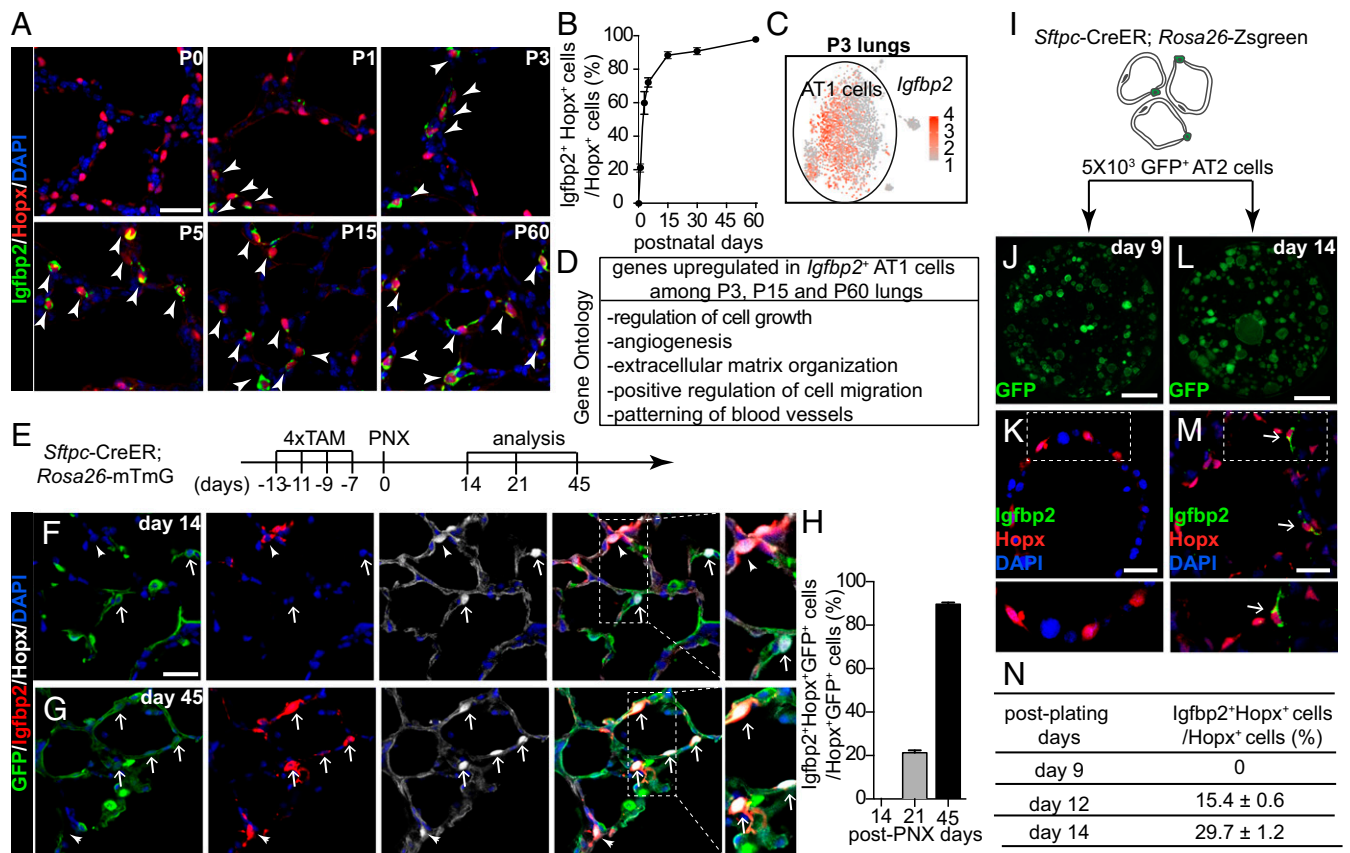 A
P0
P1
P3
P5
P15
P60
Igfbp2/Hopx/DAPI
B
Igfbp2⁺ Hopx⁺ cells
/Hopx⁺ cells (%)
100
80
60
40
20
0
0 15 30 45 60
postnatal days
C
P3 lungs
AT1 cells
Igfbp2
4
3
2
1
D
Gene Ontology
genes upregulated in Igfbp2⁺ AT1 cells
among P3, P15 and P60 lungs
-regulation of cell growth
-angiogenesis
-extracellular matrix organization
-positive regulation of cell migration
-patterning of blood vessels
E
Sftpc-CreER;
Rosa26-mTmG
4xTAM
PNX
analysis
(days) -13 -11 -9 -7 0 14 21 45
F
day 14
G
day 45
GFP/Igfbp2/Hopx/DAPI
H
Igfbp2⁺Hopx⁺GFP⁺ cells
/Hopx⁺GFP⁺ cells (%)
100
80
60
40
20
0
14 21 45
post-PNX days
I
Sftpc-CreER; Rosa26-Zsgreen
5X10³ GFP⁺ AT2 cells
J
day 9
GFP
L
day 14
GFP
K
Igfbp2
Hopx
DAPI
M
Igfbp2
Hopx
DAPI
N
post-plating
days
Igfbp2⁺Hopx⁺ cells
/Hopx⁺ cells (%)
day 9 0
day 12 15.4 ± 0.6
day 14 29.7 ± 1.2